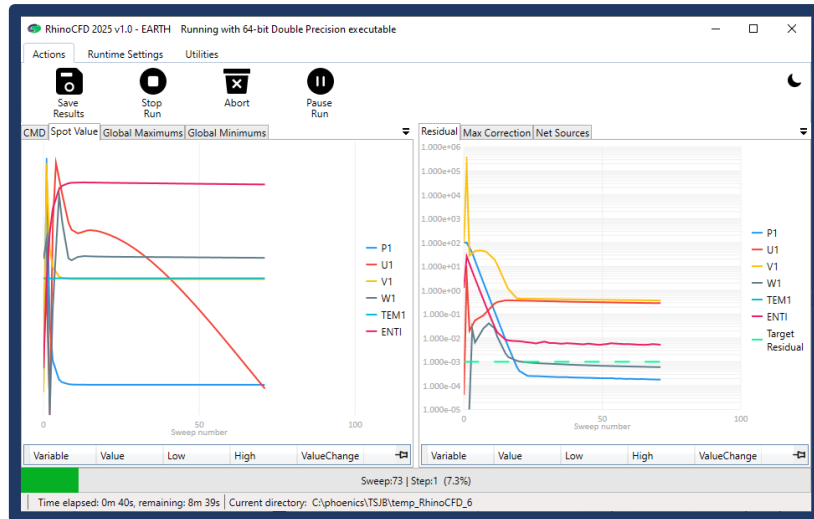 RhinoCFD 2025 v1.0 - EARTH Running with 64-bit Double Precision executable
Actions Runtime Settings Utilities
Save Results
Stop Run
Abort
Pause Run
CMD Spot Value Global Maximums Global Minimums
P1
U1
V1
W1
TEM1
ENTI
0 50 100
Sweep number
Variable Value Low High ValueChange
Residual Max Correction Net Sources
1.000e+06
1.000e+05
1.000e+04
1.000e+03
1.000e+02
1.000e+01
1.000e+00
1.000e-01
1.000e-02
1.000e-03
1.000e-04
1.000e-05
P1
U1
V1
W1
TEM1
ENTI
Target
Residual
0 50 100
Sweep number
Variable Value Low High ValueChange
Sweep:73 | Step:1 (7.3%)
Time elapsed: 0m 40s, remaining: 8m 39s Current directory: C:\phoenics\TSJB\temp_RhinoCFD_6